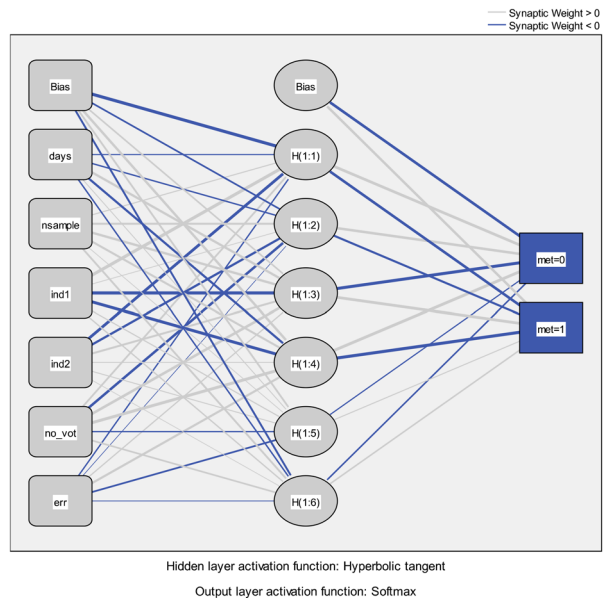 Synaptic Weight > 0
Synaptic Weight < 0
Bias
Bias
days
H(1:1)
nsample
H(1:2)
met=0
ind1
H(1:3)
met=1
ind2
H(1:4)
no_vot
H(1:5)
err
H(1:6)
Hidden layer activation function: Hyperbolic tangent
Output layer activation function: Softmax